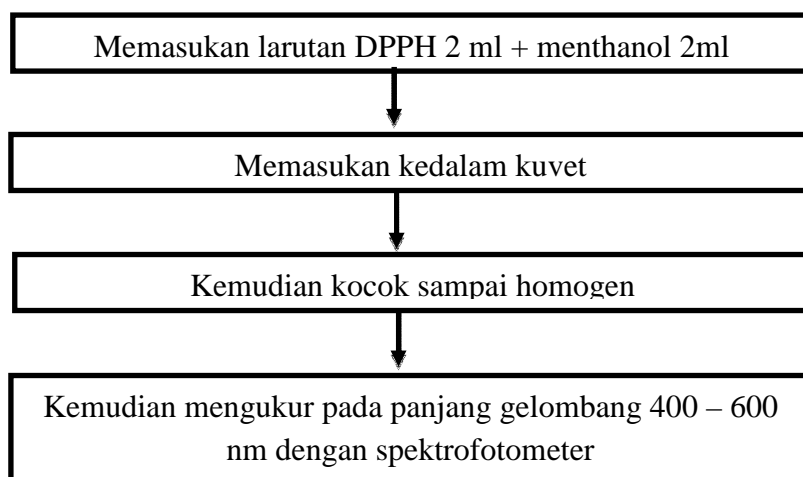 Memasukan larutan DPPH 2 ml + menthanol 2ml
Memasukan kedalam kuvet
Kemudian kocok sampai homogen
Kemudian mengukur pada panjang gelombang 400 – 600
nm dengan spektrofotometer